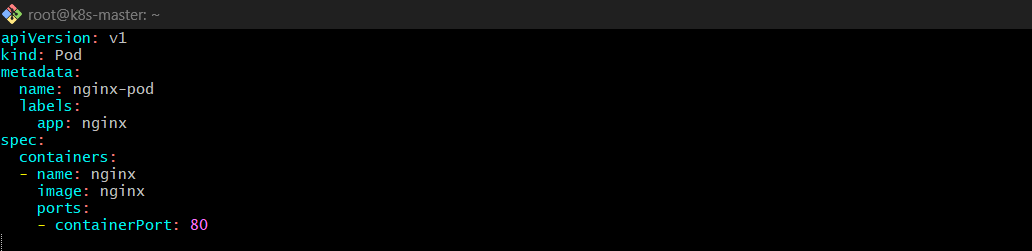 root@k8s-master: ~
apiVersion: v1
kind: Pod
metadata:
  name: nginx-pod
  labels:
    app: nginx
spec:
  containers:
  - name: nginx
    image: nginx
    ports:
    - containerPort: 80